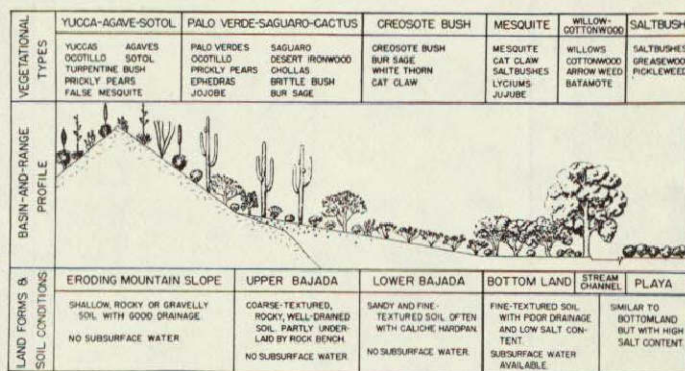 VEGETATIONAL TYPES
YUCCA-AGAVE-SOTOL
YUCCAS AGAVES
OCOTILLO SOTOL
TURPENTINE BUSH
PRICKLY PEARS
FALSE MESQUITE
PALO VERDE-SAGUARO-CACTUS
PALO VERDES SAGUARO
OCOTILLO DESERT IRONWOOD
PRICKLY PEARS CHOLLAS
EPHEDRAS BRITTLE BUSH
JOJOBE BUR SAGE
CREOSOTE BUSH
CREOSOTE BUSH
BUR SAGE
WHITE THORN
CAT CLAW
MESQUITE
MESQUITE
CAT CLAW
SALTBUSHES
LYCIUMS
JUJUBE
WILLOW-
COTTONWOOD
WILLOWS
COTTONWOOD
ARROW WEED
BATAMOTE
SALTBUSH
SALTBUSHES
GREASEWOOD
PICKLEWEED
BASIN-AND-RANGE
PROFILE
LAND FORMS &
SOIL CONDITIONS
ERODING MOUNTAIN SLOPE
SHALLOW, ROCKY OR GRAVELLY
SOIL WITH GOOD DRAINAGE.
NO SUBSURFACE WATER
UPPER BAJADA
COARSE-TEXTURED,
ROCKY, WELL-DRAINED
SOIL. PARTLY UNDER-
LAID BY ROCK BENCH.
NO SUBSURFACE WATER
LOWER BAJADA
SANDY AND FINE-
TEXTURED SOIL OFTEN
WITH CALICHE HARDPAN.
NO SUBSURFACE WATER
BOTTOM LAND
STREAM
CHANNEL
FINE-TEXTURED SOIL
WITH POOR DRAINAGE
AND LOW SALT CON-
TENT.
SUBSURFACE WATER
AVAILABLE.
PLAYA
SIMILAR TO
BOTTOMLAND
BUT WITH HIGH
SALT CONTENT.